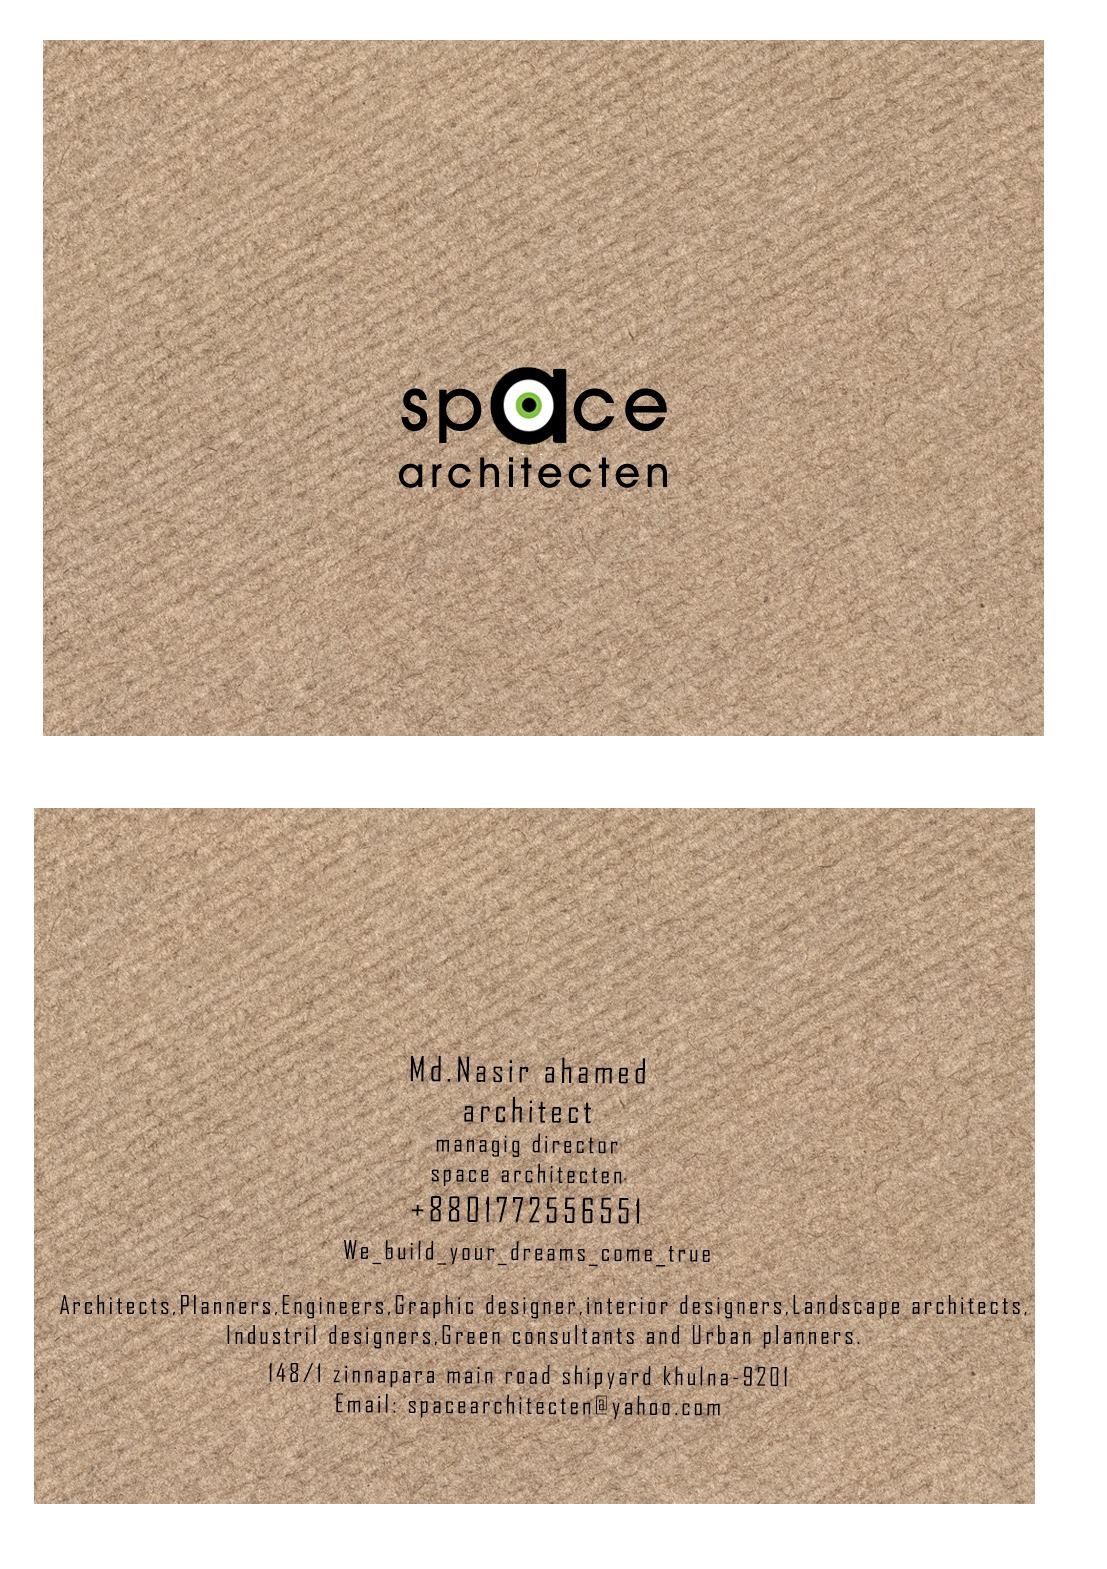 space
architecten
Md.Nasir ahamed
architect
managig director
space architecten
+8801772556551
We_build_your_dreams_come_true
Architects,Planners,Engineers,Graphic designer,interior designers,Landscape architects,
Industril designers,Green consultants and Urban planners.
148/1 zinnapara main road shipyard khulna-9201
Email: spacearchitecten@yahoo.com